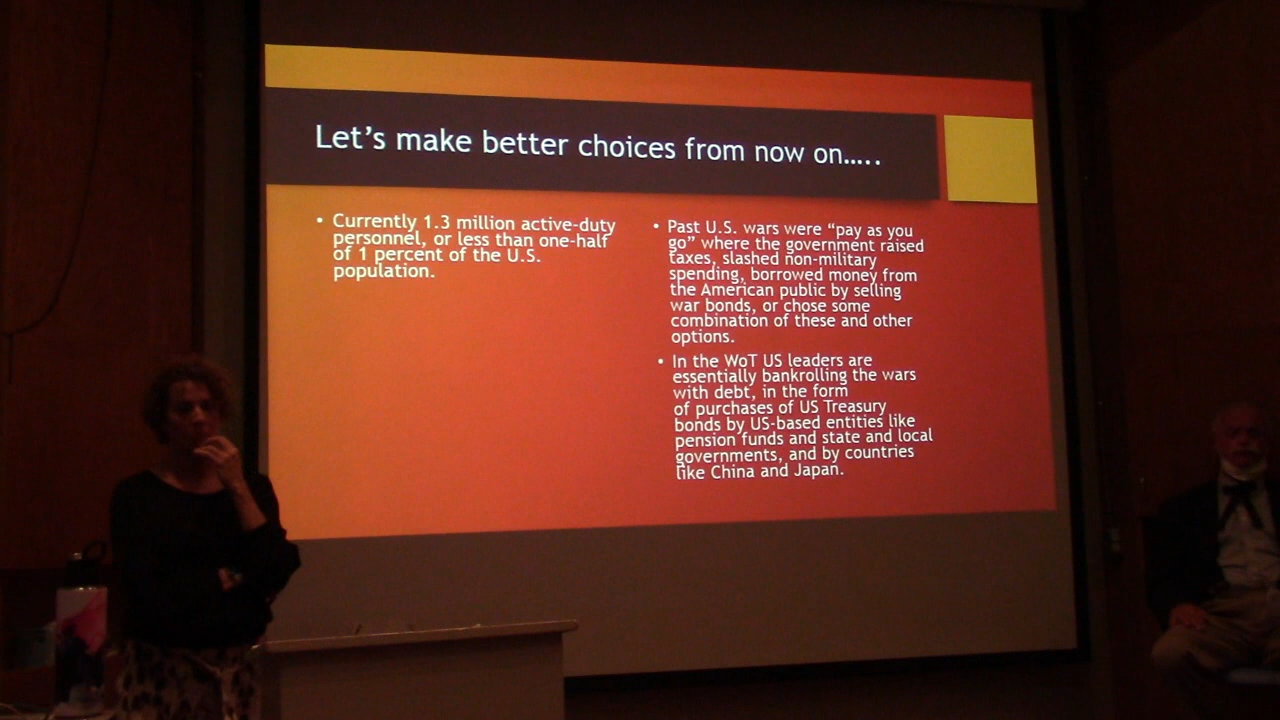 Let's make better choices from now on.....
• Currently 1.3 million active-duty
personnel, or less than one-half
of 1 percent of the U.S.
population.
• Past U.S. wars were “pay as you
go” where the government raised
taxes, slashed non-military
spending, borrowed money from
the American public by selling
war bonds, or chose some
combination of these and other
options.
• In the WoT US leaders are
essentially bankrolling the wars
with debt, in the form
of purchases of US Treasury
bonds by US-based entities like
pension funds and state and local
governments, and by countries
like China and Japan.